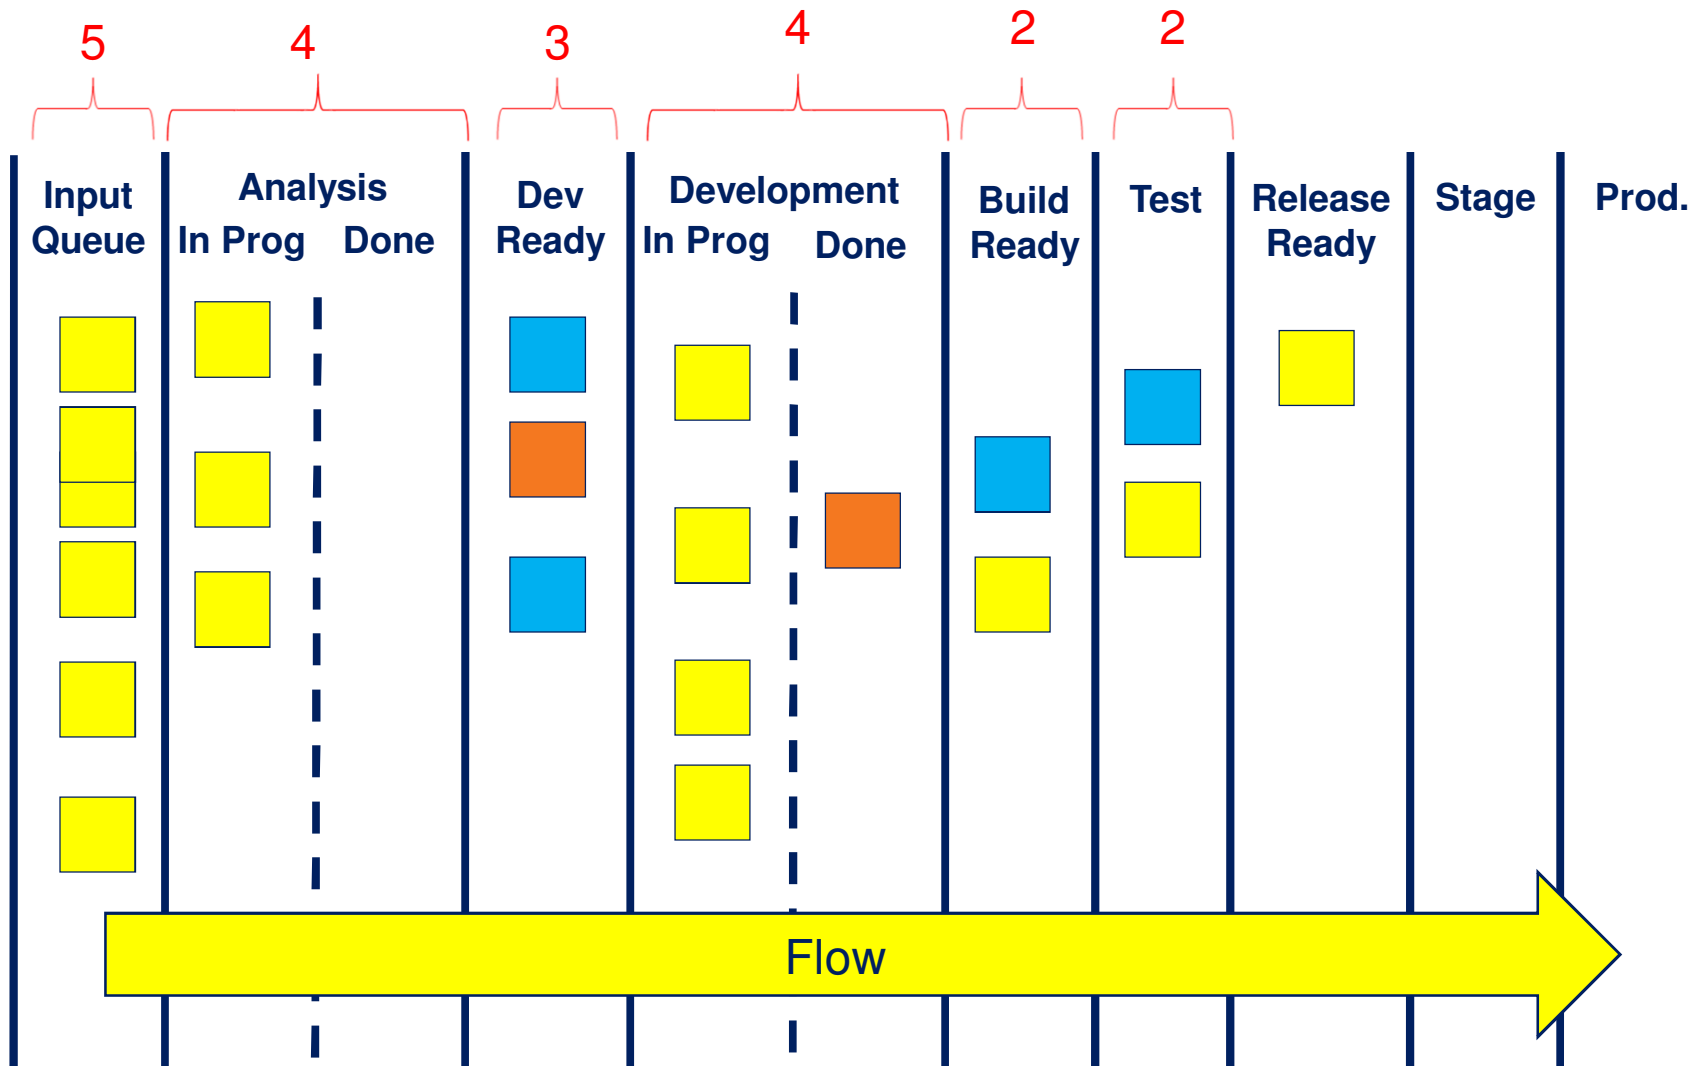 5
4
3
4
2
2
Input
Queue
Analysis
In Prog
Done
Dev
Ready
Development
In Prog
Done
Build
Ready
Test
Release
Ready
Stage
Prod.
Flow